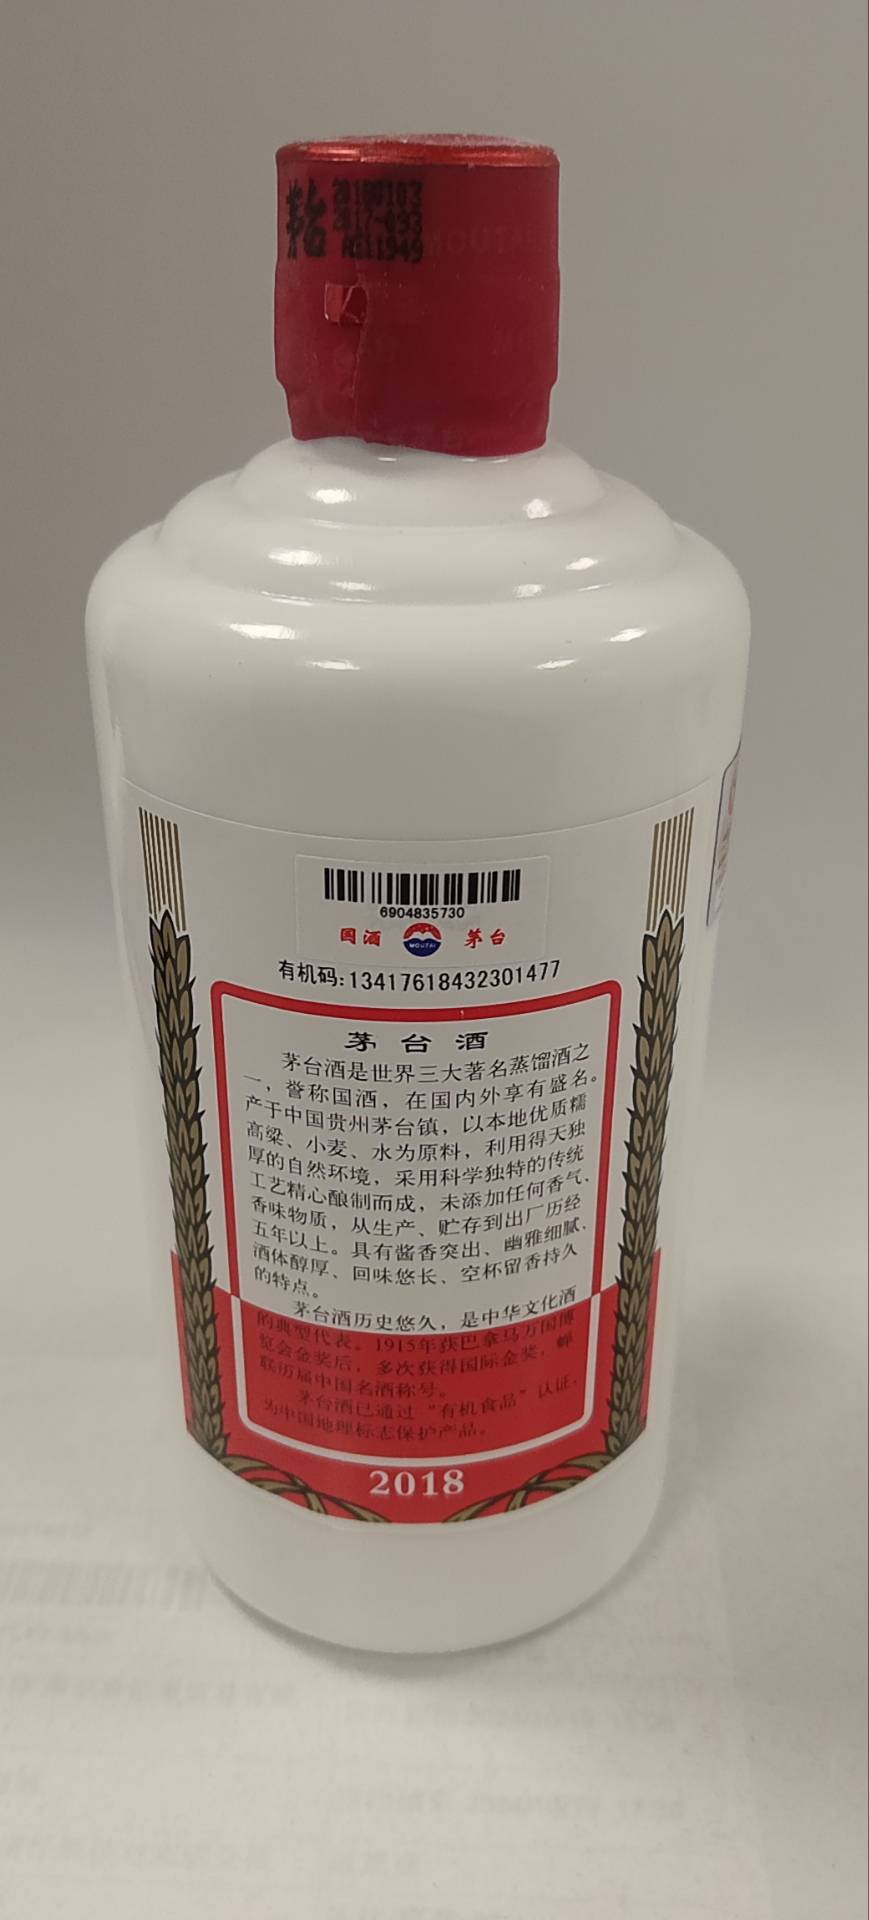 茅台
20180103
2017-093
MOUTAI
6904835730
国酒 MOUTAI 茅台
有机码:13417618432301477
茅台酒
茅台酒是世界三大著名蒸馏酒之
一，誉称国酒，在国内外享有盛名。
产于中国贵州茅台镇，以本地优质糯
高粱、小麦、水为原料，利用得天独
厚的自然环境，采用科学独特的传统
工艺精心酿制而成，未添加任何香气、
香味物质，从生产、贮存到出厂历经
五年以上。具有酱香突出、幽雅细腻、
酒体醇厚、回味悠长、空杯留香持久
的特点。
茅台酒历史悠久，是中华文化酒
的典型代表。1915年获巴拿马万国博
览会金奖后，多次获得国际金奖，蝉
联历届中国名酒称号。
茅台酒已通过“有机食品”认证，
为中国地理标志保护产品。
2018